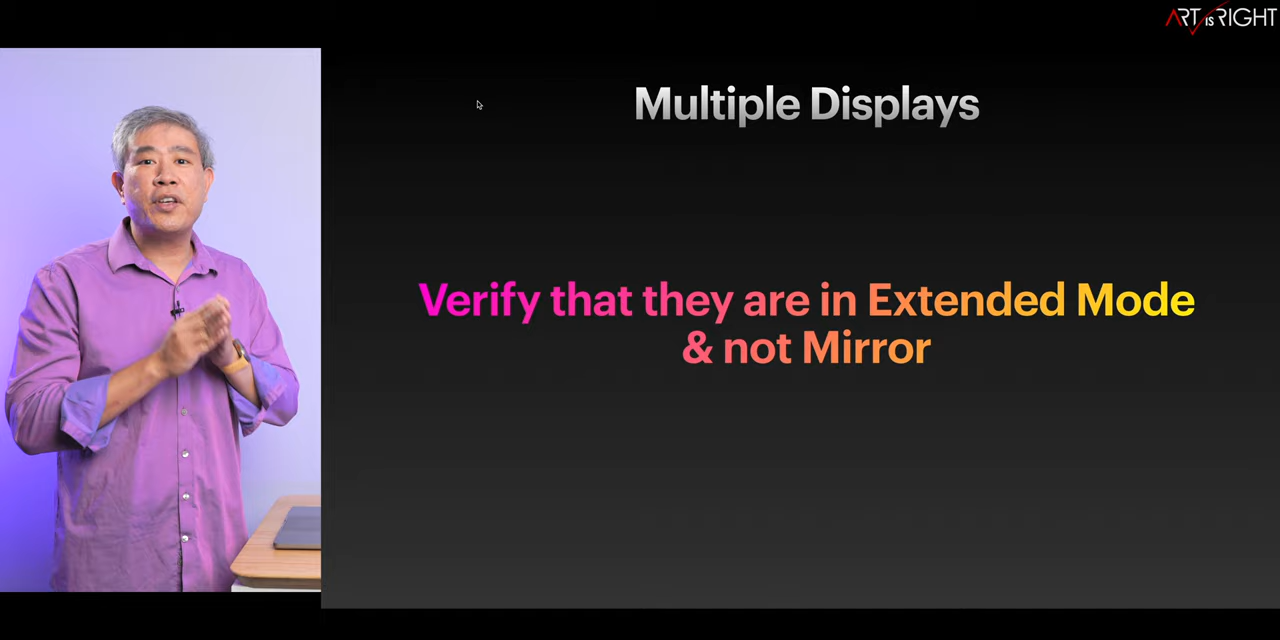 ART IS RIGHT
Multiple Displays
Verify that they are in Extended Mode
& not Mirror